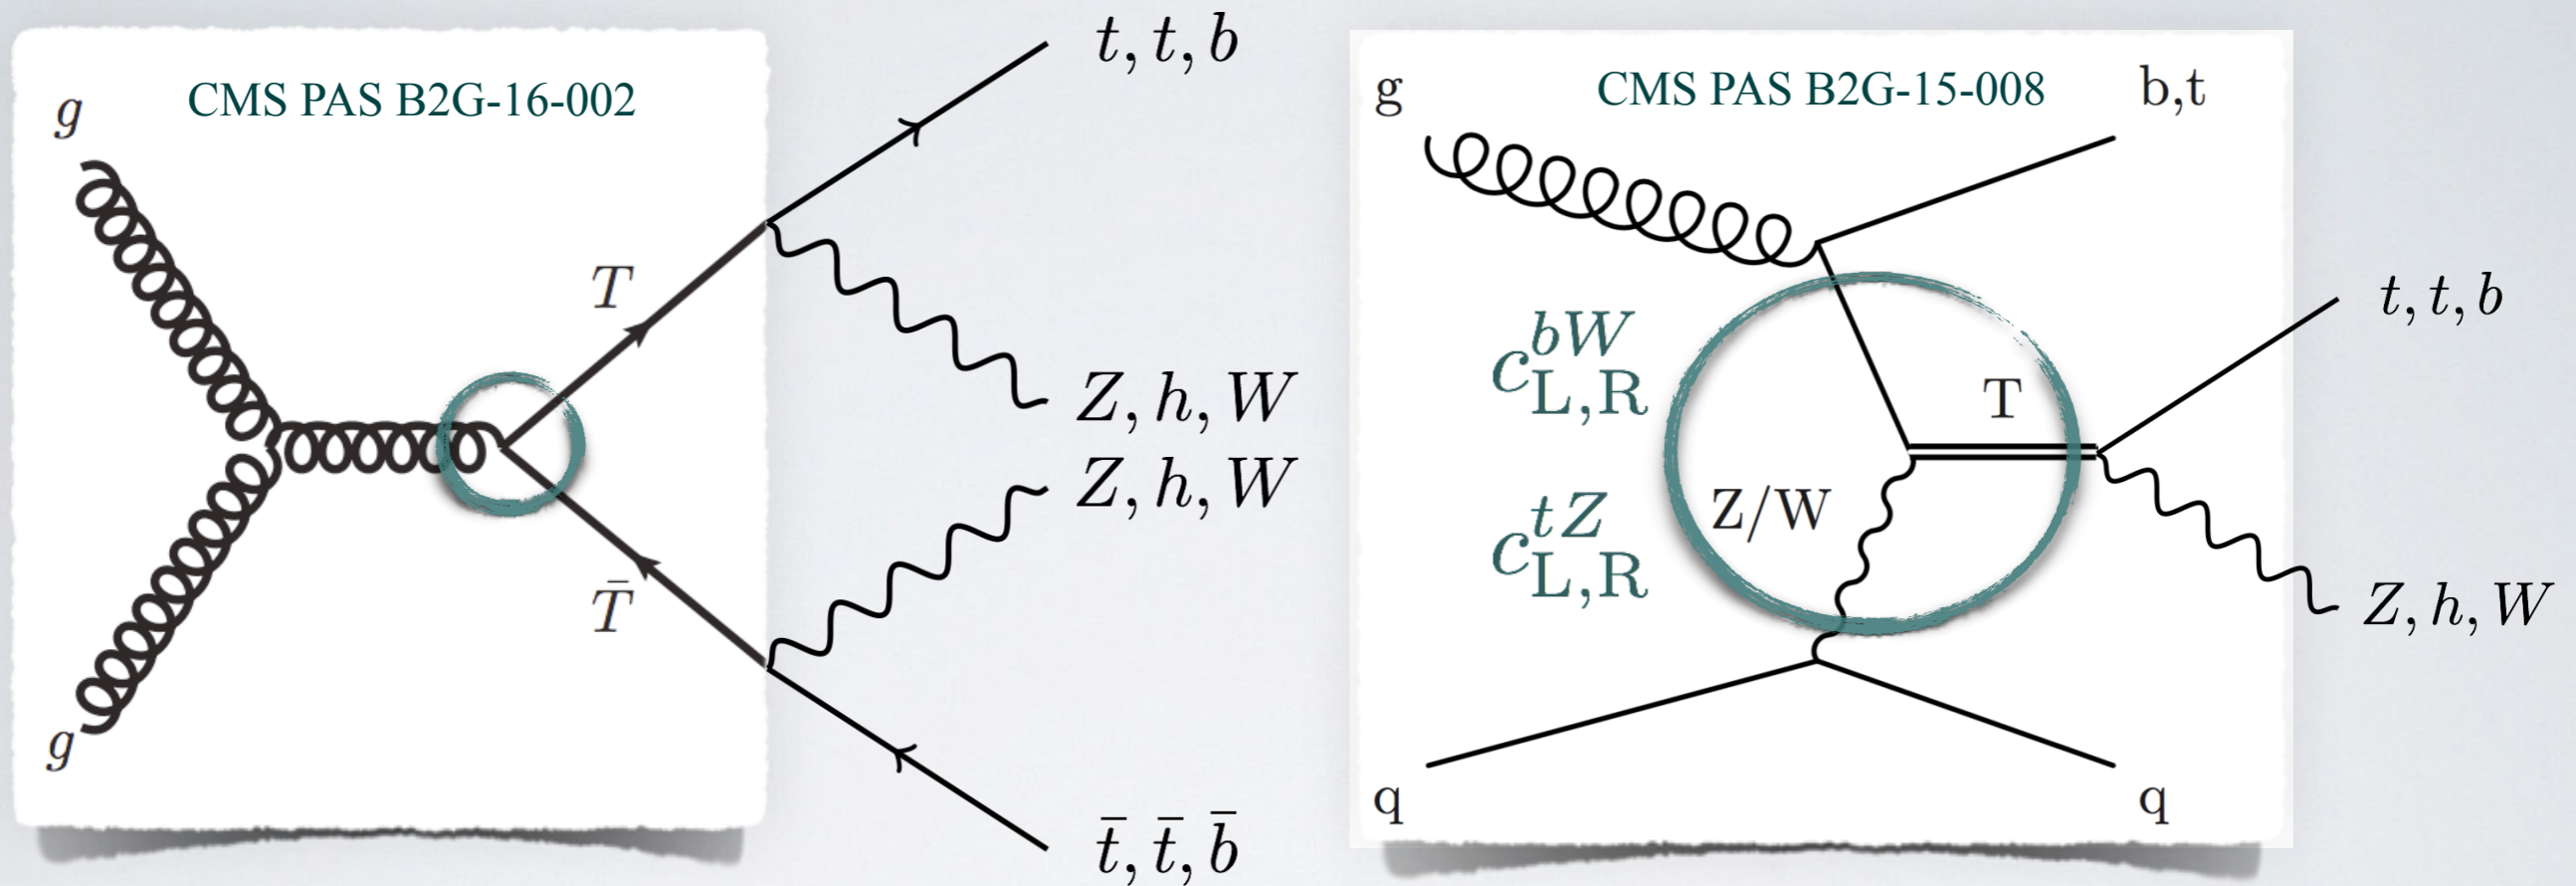 CMS PAS B2G-16-002
g
g
T
T̄
t, t, b
Z, h, W
Z, h, W
t̄, t̄, b̄
CMS PAS B2G-15-008
g
b,t
c^{bW}_{L,R}
c^{tZ}_{L,R}
Z/W
T
t, t, b
Z, h, W
q
q